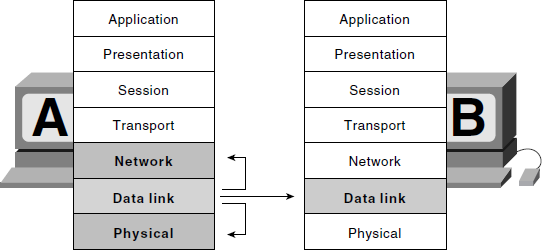 Application
Presentation
Session
Transport
Network
Data link
Physical
A
Application
Presentation
Session
Transport
Network
Data link
Physical
B